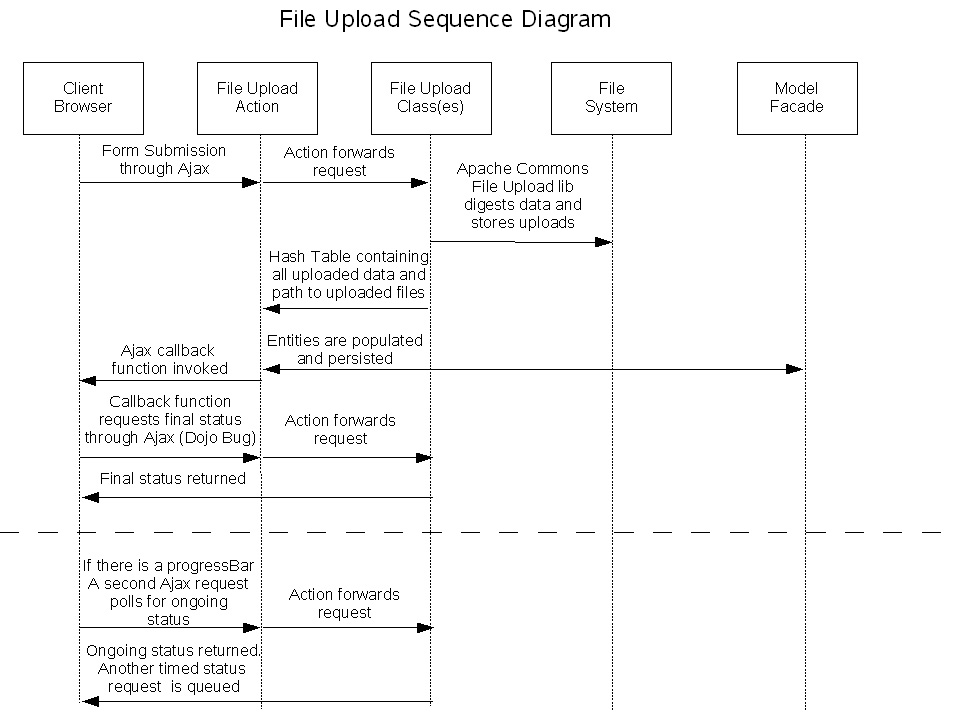 File Upload Sequence Diagram
Client
Browser
File Upload
Action
File Upload
Class(es)
File
System
Model
Facade
Form Submission
through Ajax
Action forwards
request
Apache Commons
File Upload lib
digests data and
stores uploads
Hash Table containing
all uploaded data and
path to uploaded files
Entities are populated
and persisted
Ajax callback
function invoked
Callback function
requests final status
through Ajax (Dojo Bug)
Action forwards
request
Final status returned
If there is a progressBar
A second Ajax request
polls for ongoing
status
Action forwards
request
Ongoing status returned.
Another timed status
request is queued